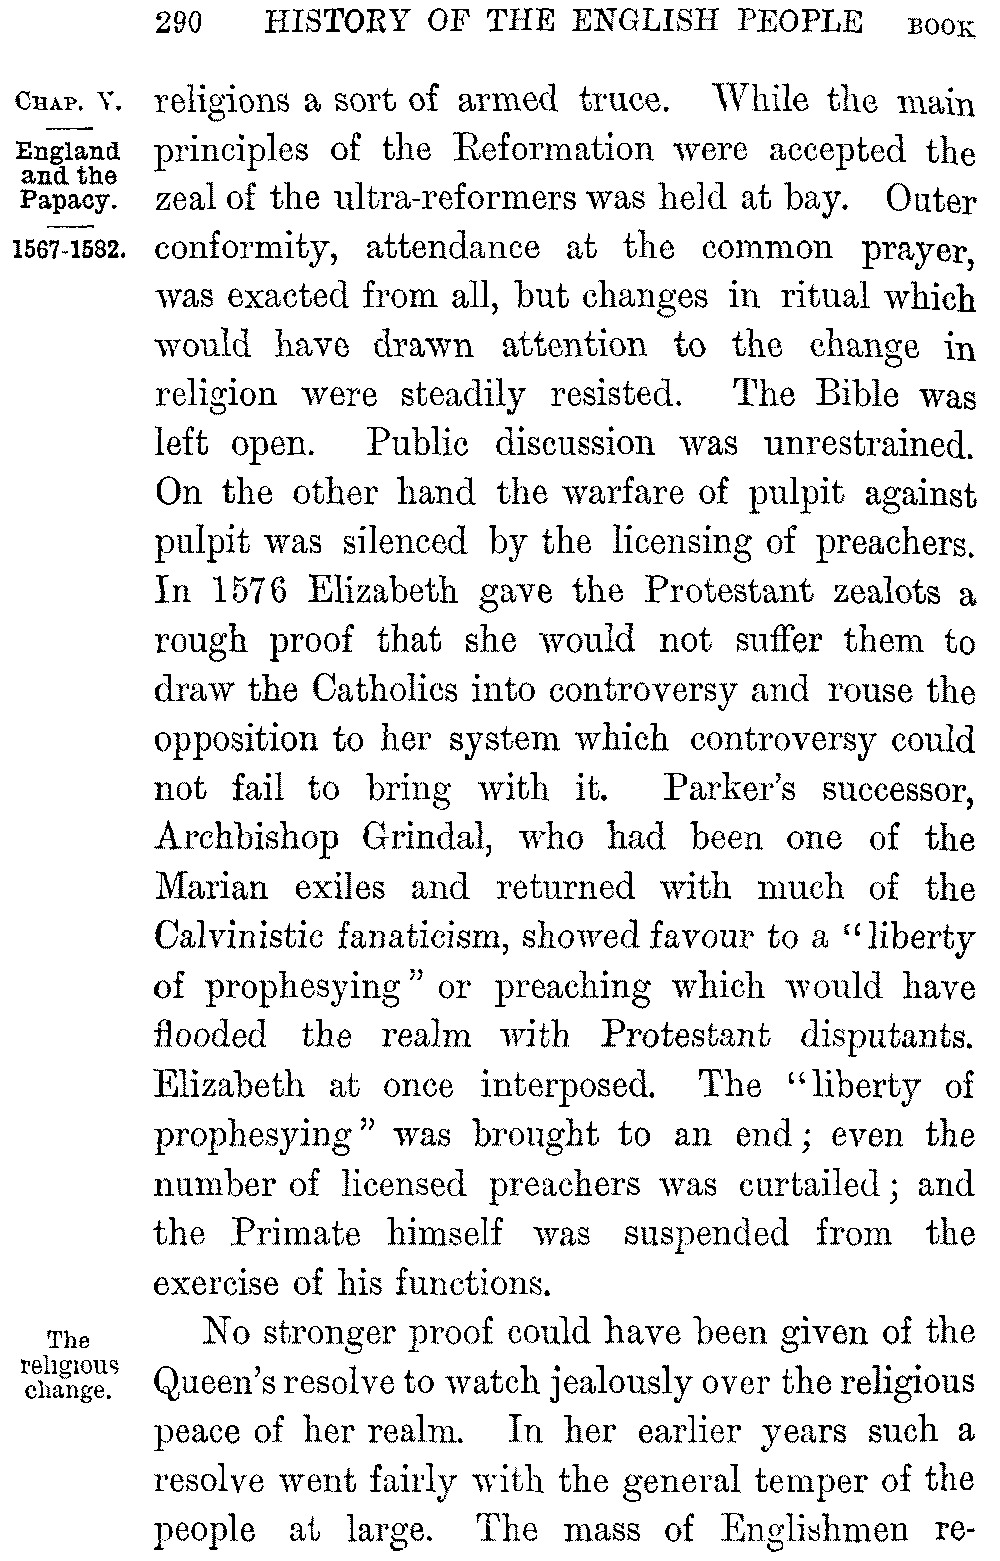 290 HISTORY OF THE ENGLISH PEOPLE BOOK
CHAP. V.
England
and the
Papacy.
1567-1582.
religions a sort of armed truce. While the main
principles of the Reformation were accepted the
zeal of the ultra-reformers was held at bay. Outer
conformity, attendance at the common prayer,
was exacted from all, but changes in ritual which
would have drawn attention to the change in
religion were steadily resisted. The Bible was
left open. Public discussion was unrestrained.
On the other hand the warfare of pulpit against
pulpit was silenced by the licensing of preachers.
In 1576 Elizabeth gave the Protestant zealots a
rough proof that she would not suffer them to
draw the Catholics into controversy and rouse the
opposition to her system which controversy could
not fail to bring with it. Parker's successor,
Archbishop Grindal, who had been one of the
Marian exiles and returned with much of the
Calvinistic fanaticism, showed favour to a "liberty
of prophesying" or preaching which would have
flooded the realm with Protestant disputants.
Elizabeth at once interposed. The "liberty of
prophesying" was brought to an end; even the
number of licensed preachers was curtailed; and
the Primate himself was suspended from the
exercise of his functions.
The
religious
change.
No stronger proof could have been given of the
Queen's resolve to watch jealously over the religious
peace of her realm. In her earlier years such a
resolve went fairly with the general temper of the
people at large. The mass of Englishmen re-